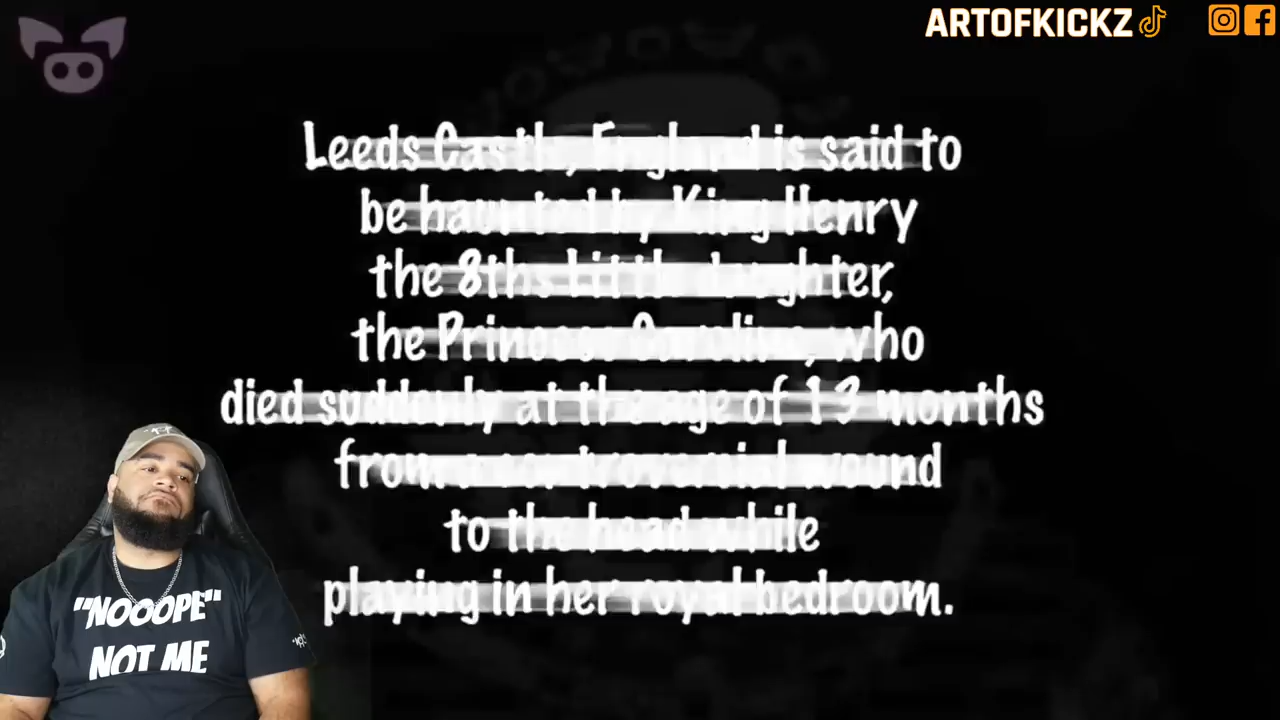 ARTOFKICKZ
Leeds Castle, England is said to
be haunted by King Henry
the 8ths little daughter,
the Princess Caroline, who
died suddenly at the age of 13 months
from a controversial wound
to the head while
playing in her royal bedroom.
"NOOOPE"
NOT ME